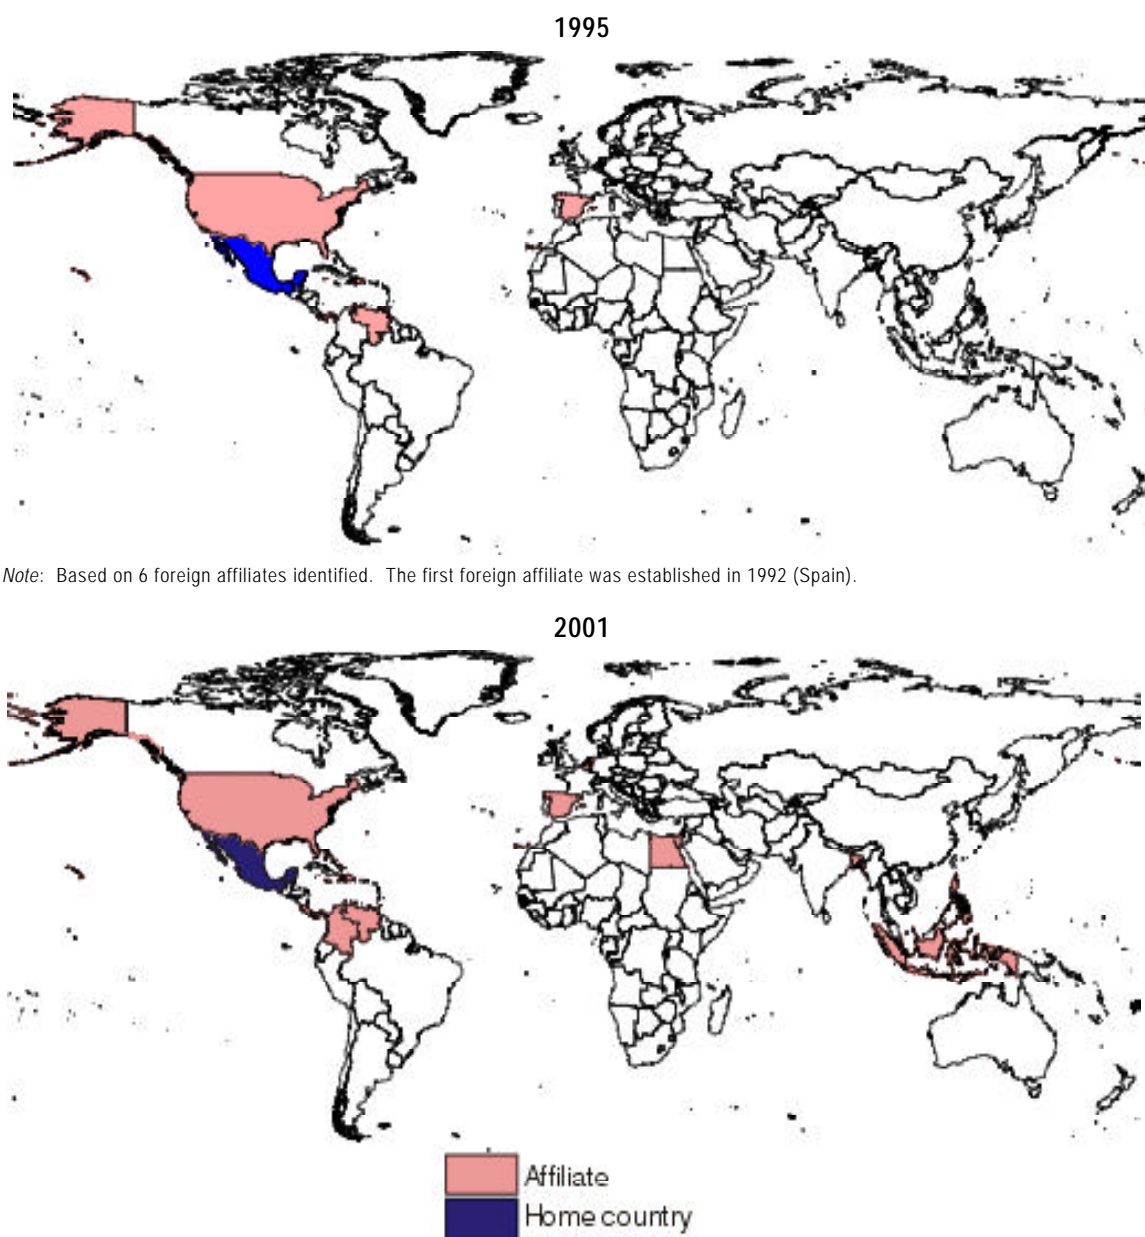 1995
Note: Based on 6 foreign affiliates identified. The first foreign affiliate was established in 1992 (Spain).
2001
Affiliate
Home country